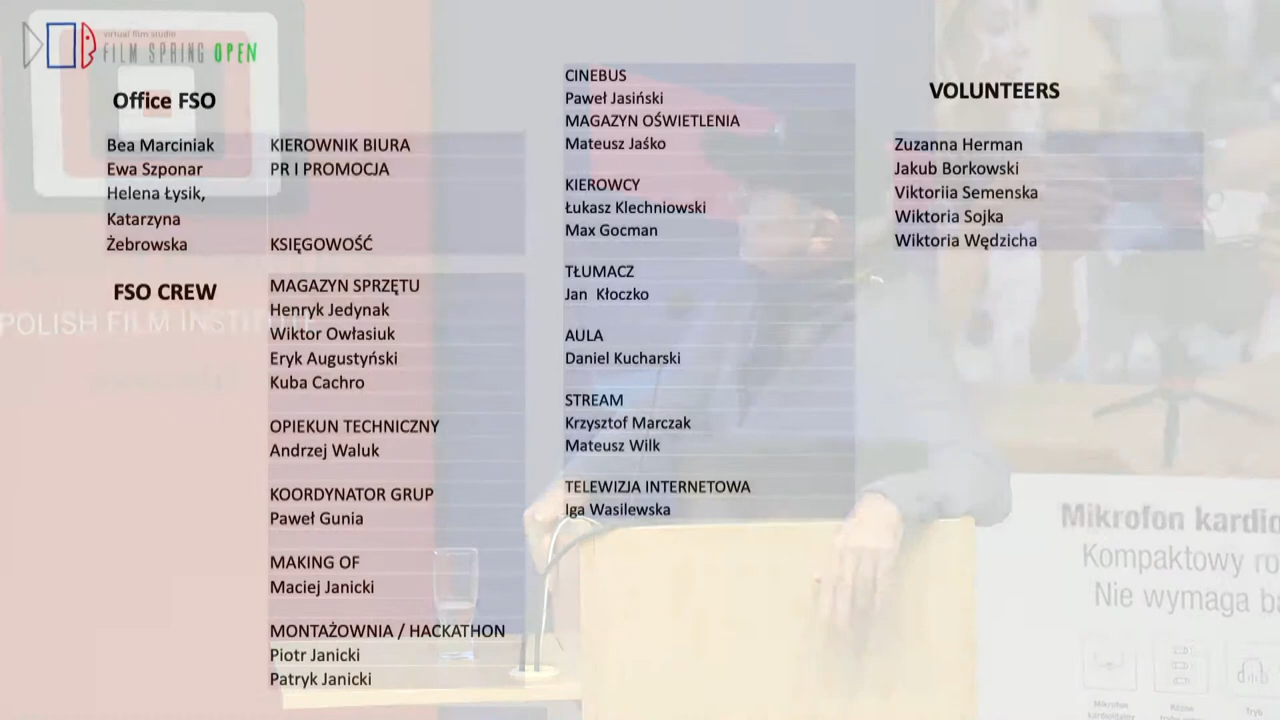 virtual film studio
FILM SPRING OPEN
Office FSO
Bea Marciniak KIEROWNIK BIURA
Ewa Szponar PR I PROMOCJA
Helena Łysik,
Katarzyna
Żebrowska KSIĘGOWOŚĆ
FSO CREW
MAGAZYN SPRZĘTU
Henryk Jedynak
Wiktor Owłasiuk
Eryk Augustyński
Kuba Cachro
OPIEKUN TECHNICZNY
Andrzej Waluk
KOORDYNATOR GRUP
Paweł Gunia
MAKING OF
Maciej Janicki
MONTAŻOWNIA / HACKATHON
Piotr Janicki
Patryk Janicki
CINEBUS
Paweł Jasiński
MAGAZYN OŚWIETLENIA
Mateusz Jaśko
KIEROWCY
Łukasz Klechniowski
Max Gocman
TŁUMACZ
Jan Kłoczko
AULA
Daniel Kucharski
STREAM
Krzysztof Marczak
Mateusz Wilk
TELEWIZJA INTERNETOWA
Iga Wasilewska
VOLUNTEERS
Zuzanna Herman
Jakub Borkowski
Viktoriia Semenska
Wiktoria Sojka
Wiktoria Wędzicha
POLISH FILM
Mikrofon
Kompaktowy
Nie wymaga
Mikrofon
kardioidalny
Tryb